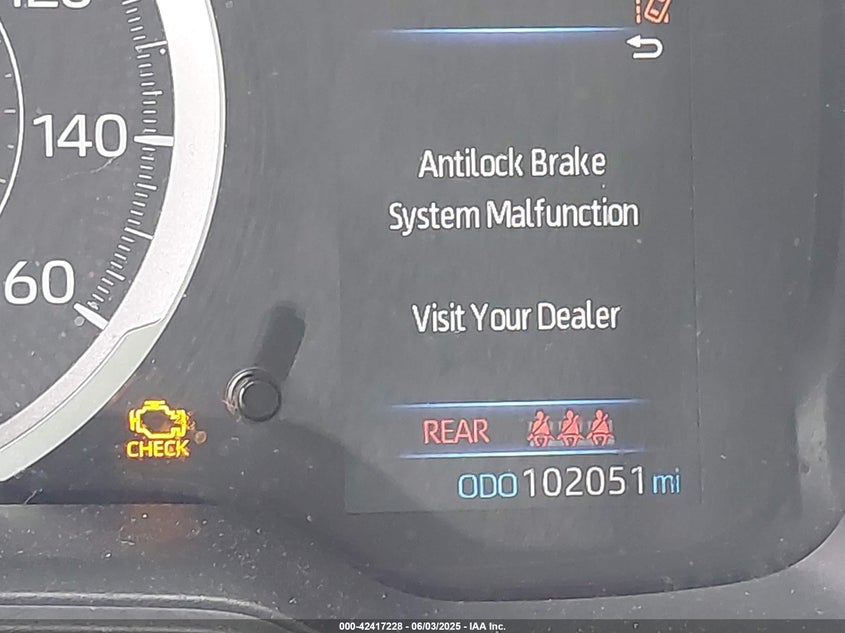 140
60
Antilock Brake
System Malfunction
Visit Your Dealer
CHECK
REAR
ODO 102051 mi
000-42417228 - 06/03/2025 - IAA Inc.